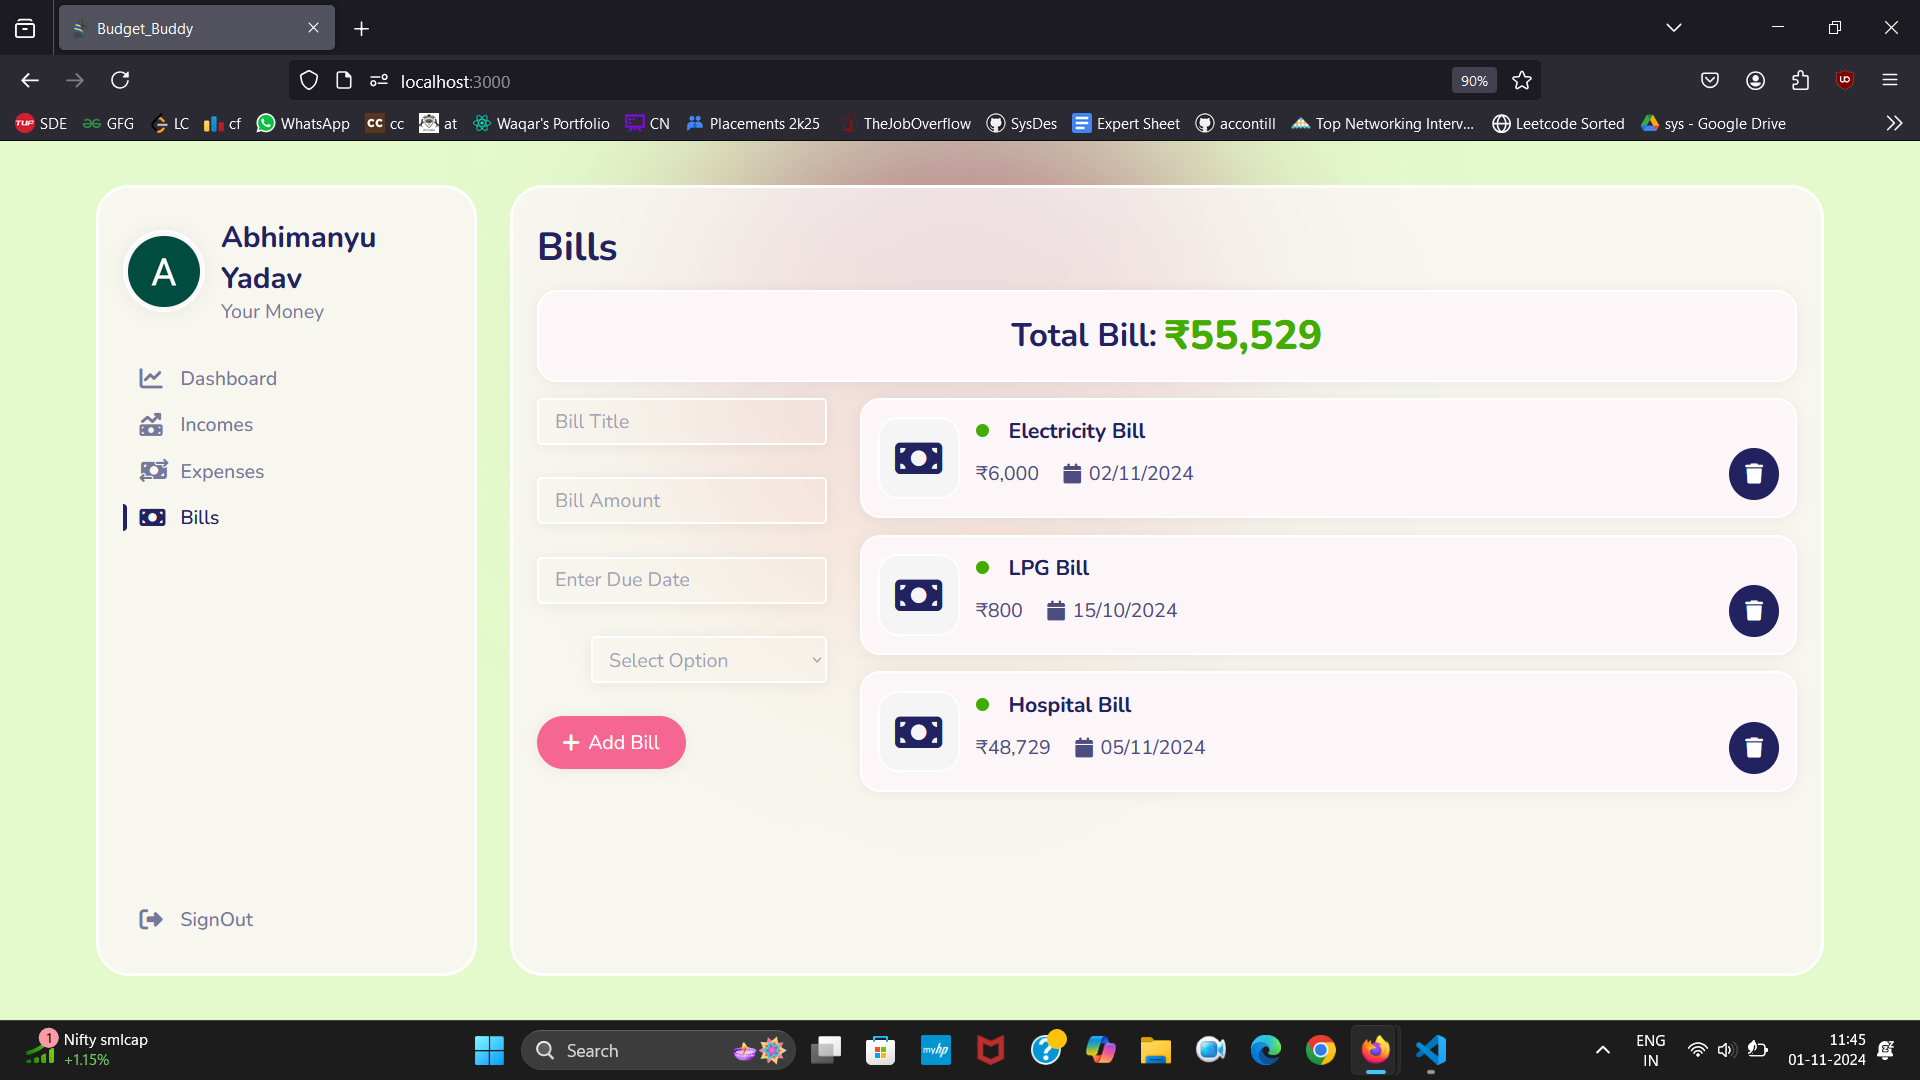 Budget_Buddy
localhost:3000
90%
SDE
GFG
LC
cf
WhatsApp
CC cc
at
Waqar's Portfolio
CN
Placements 2k25
TheJobOverflow
SysDes
Expert Sheet
accontill
Top Networking Interv...
Leetcode Sorted
sys - Google Drive
A
Abhimanyu
Yadav
Your Money
Dashboard
Incomes
Expenses
Bills
SignOut
Bills
Total Bill: ₹55,529
Bill Title
Bill Amount
Enter Due Date
Select Option
+ Add Bill
Electricity Bill
₹6,000 02/11/2024
LPG Bill
₹800 15/10/2024
Hospital Bill
₹48,729 05/11/2024
1
Nifty smlcap
+1.15%
Search
myhp
ENG
IN
11:45
01-11-2024